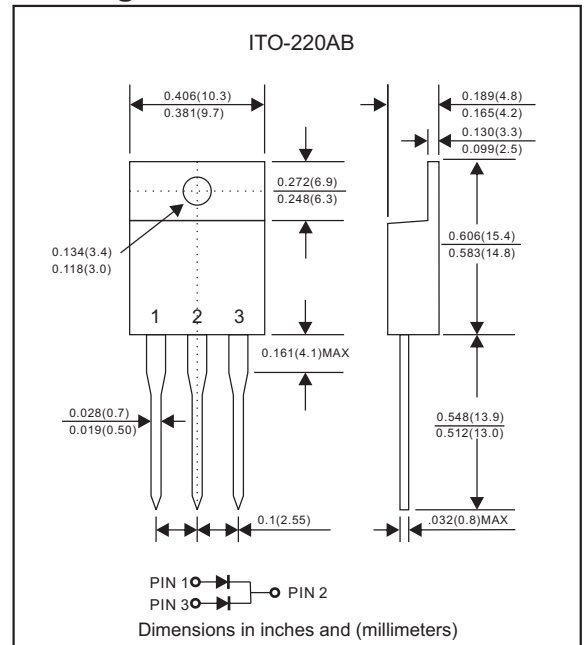 ITO-220AB
0.406(10.3)
0.381(9.7)
0.189(4.8)
0.165(4.2)
0.130(3.3)
0.099(2.5)
0.272(6.9)
0.248(6.3)
0.606(15.4)
0.583(14.8)
0.134(3.4)
0.118(3.0)
1 2 3
0.161(4.1)MAX
0.028(0.7)
0.019(0.50)
0.548(13.9)
0.512(13.0)
0.1(2.55)
.032(0.8)MAX
PIN 1
PIN 3
PIN 2
Dimensions in inches and (millimeters)